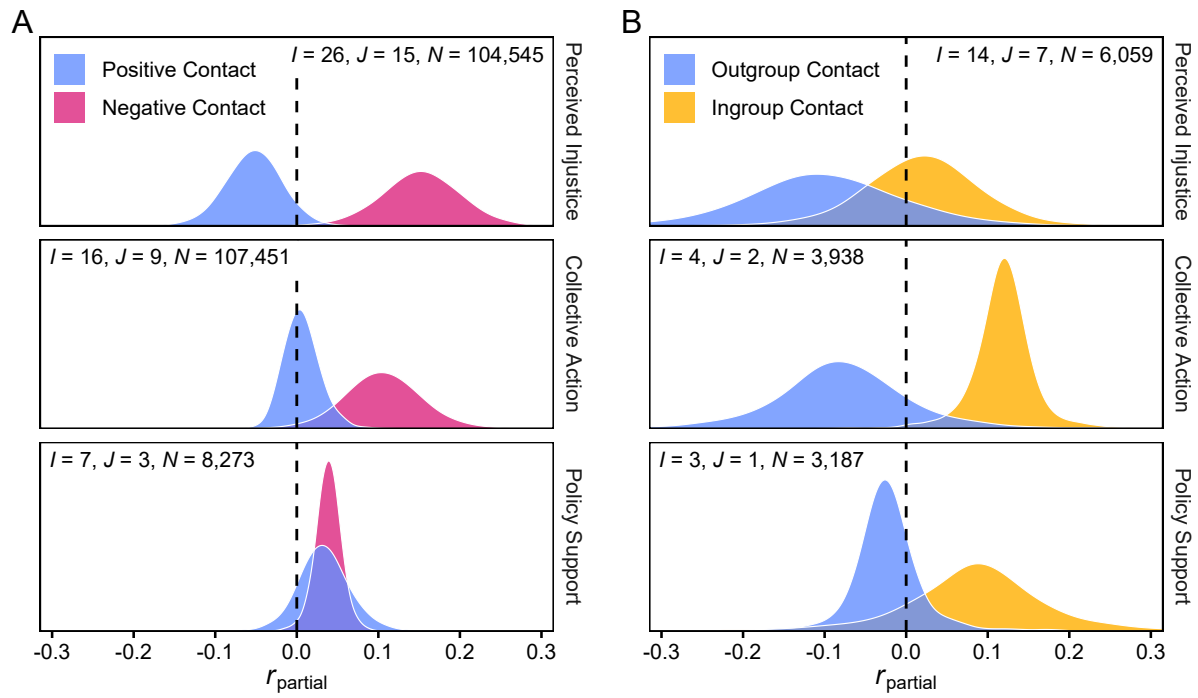 A
Positive Contact
Negative Contact
I = 26, J = 15, N = 104,545
Perceived Injustice
I = 16, J = 9, N = 107,451
Collective Action
I = 7, J = 3, N = 8,273
Policy Support
-0.3 -0.2 -0.1 0.0 0.1 0.2 0.3
rpartial
B
Outgroup Contact
Ingroup Contact
I = 14, J = 7, N = 6,059
Perceived Injustice
I = 4, J = 2, N = 3,938
Collective Action
I = 3, J = 1, N = 3,187
Policy Support
-0.3 -0.2 -0.1 0.0 0.1 0.2 0.3
rpartial